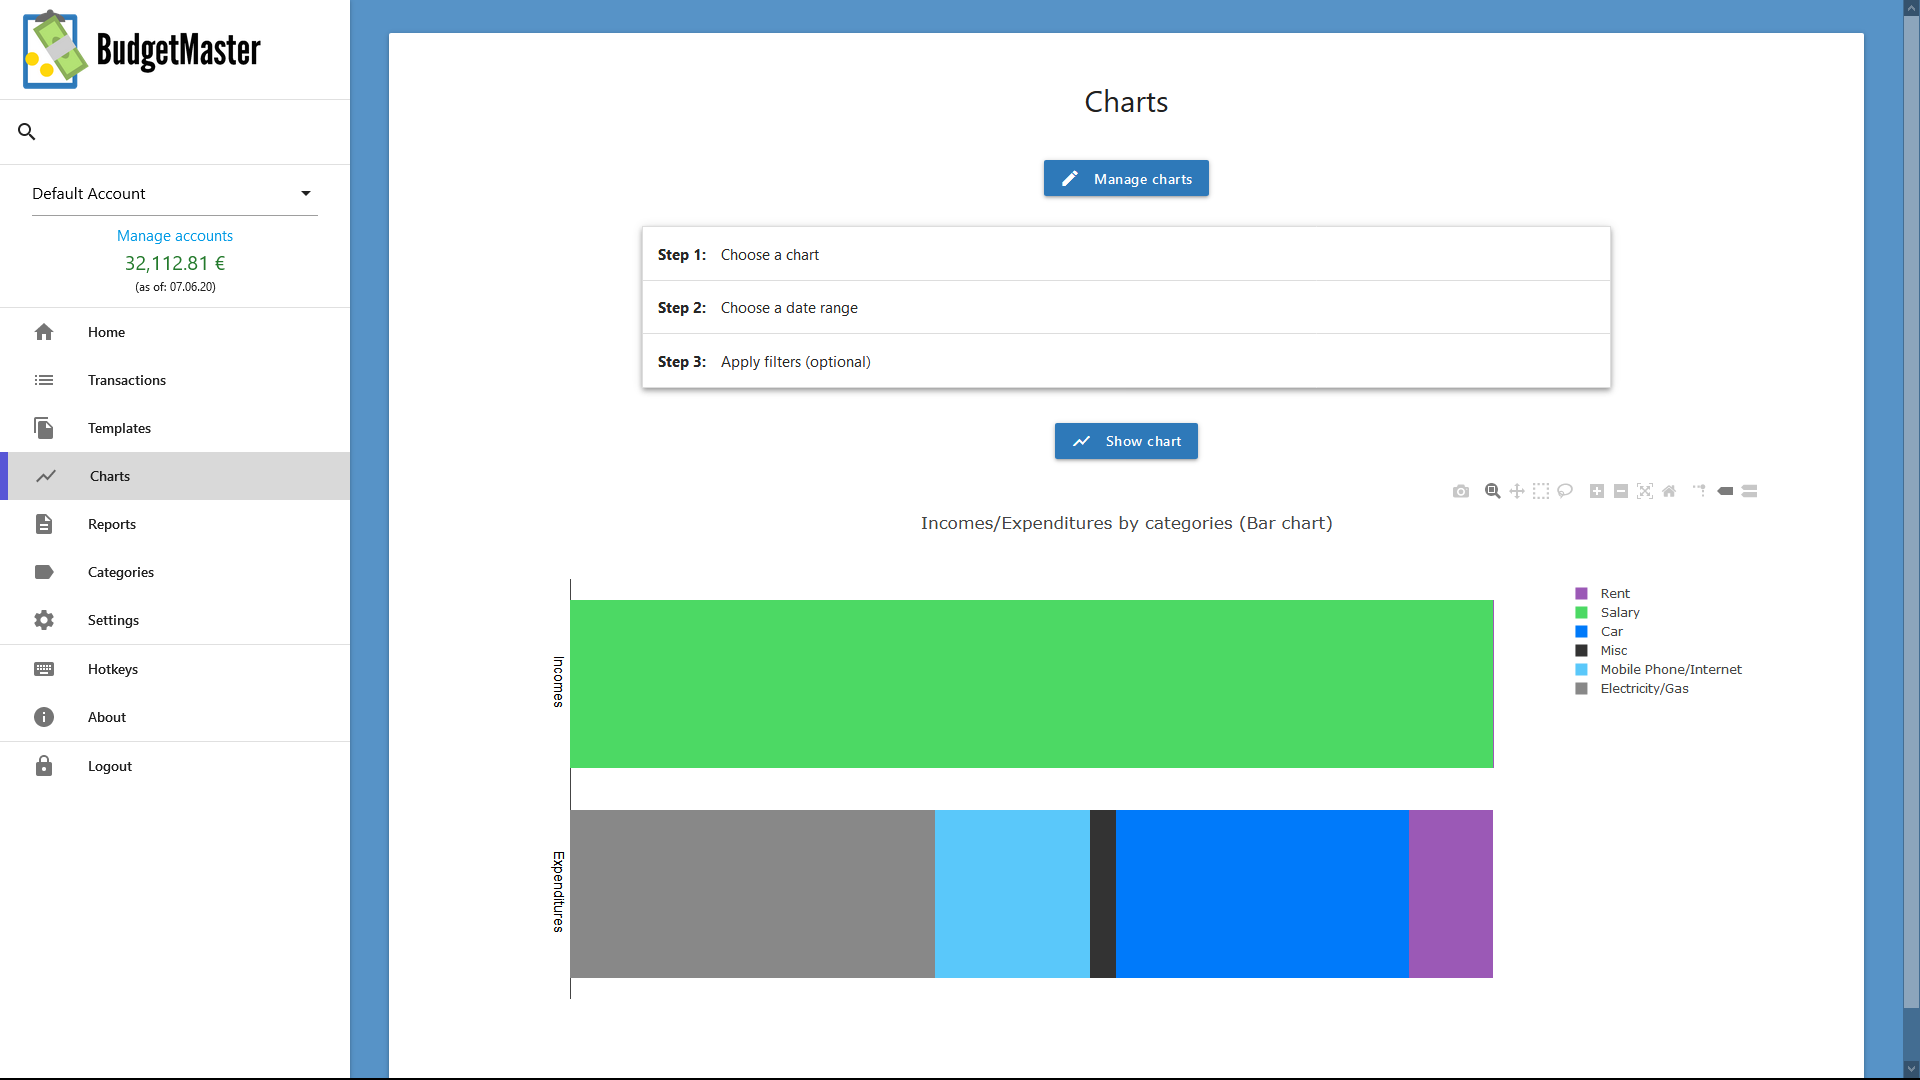 BudgetMaster
Default Account
Manage accounts
32,112.81 €
(as of: 07.06.20)
Home
Transactions
Templates
Charts
Reports
Categories
Settings
Hotkeys
About
Logout
Charts
Manage charts
Step 1: Choose a chart
Step 2: Choose a date range
Step 3: Apply filters (optional)
Show chart
Incomes/Expenditures by categories (Bar chart)
Incomes
Expenditures
Rent
Salary
Car
Misc
Mobile Phone/Internet
Electricity/Gas